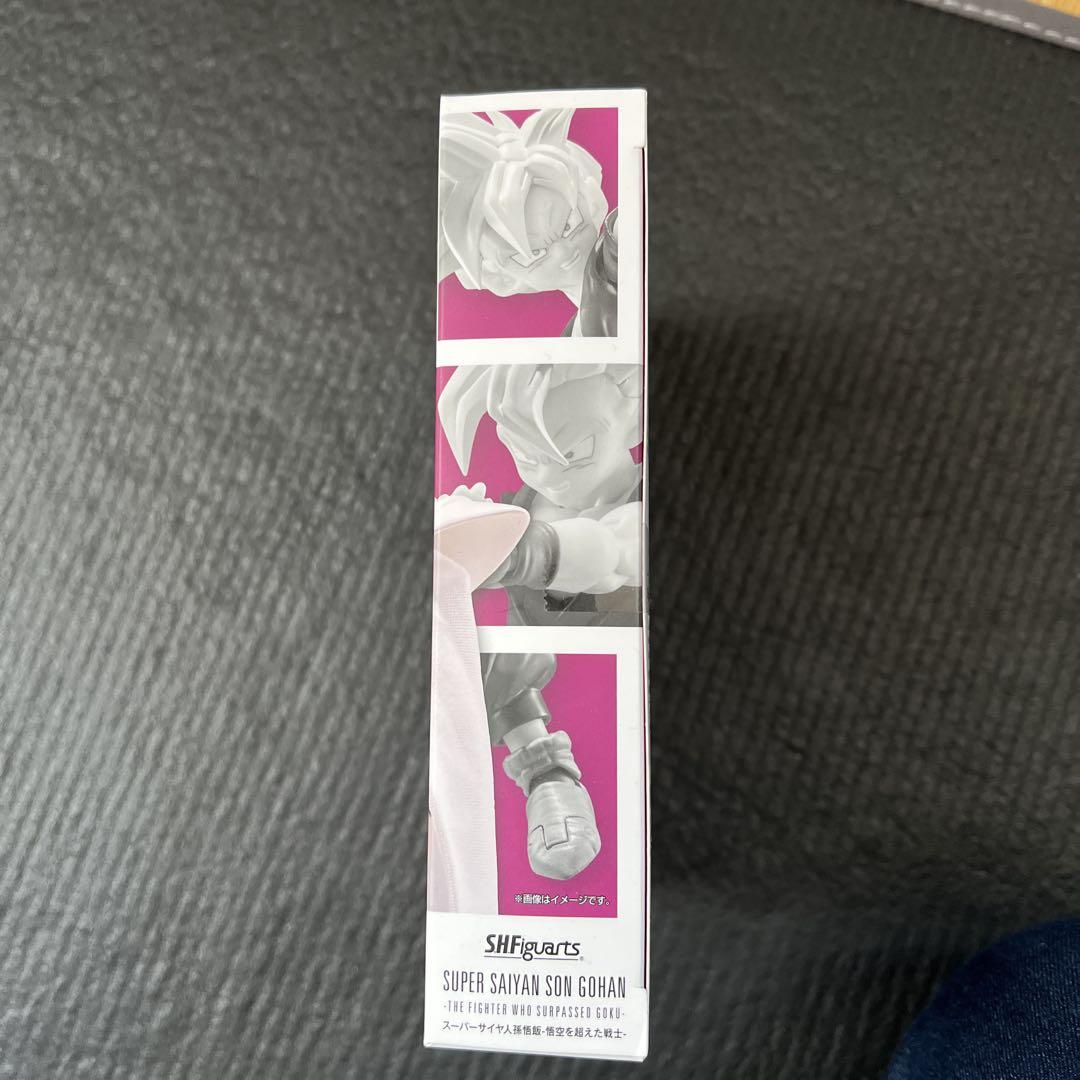 ※画像はイメージです。
S.H.Figuarts®
SUPER SAIYAN SON GOHAN
-THE FIGHTER WHO SURPASSED GOKU-
スーパーサイヤ人孫悟飯-悟空を超えた戦士-